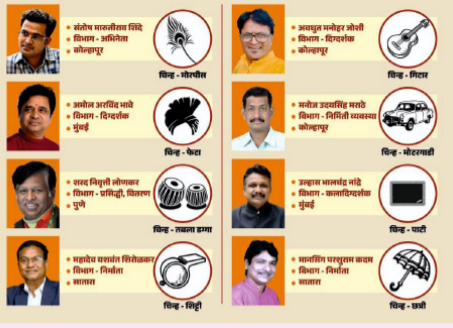 संतोष मारुतीराव शिंदे
विभाग - अभिनेता
कोल्हापूर
चिन्ह - मोरपीस
अवधुत मनोहर जोशी
विभाग - दिग्दर्शक
कोल्हापूर
चिन्ह - गिटार
अमोल अरविंद भावे
विभाग - दिग्दर्शक
मुंबई
चिन्ह - फेटा
मनोज उदयसिंह मराठे
विभाग - निर्मिती व्यवस्था
कोल्हापूर
चिन्ह - मोटरगाडी
शरद निवृत्ती लोणकर
विभाग - प्रसिद्धी, वितरण
पुणे
चिन्ह - तबला डग्गा
उल्हास भालचंद्र नांद्रे
विभाग - कलादिग्दर्शक
मुंबई
चिन्ह - पाटी
महादेव यशवंत शिरोळकर
विभाग - निर्माता
सातारा
चिन्ह - शिट्टी
मानसिंग परशुराम कदम
विभाग - निर्माता
सातारा
चिन्ह - छत्री